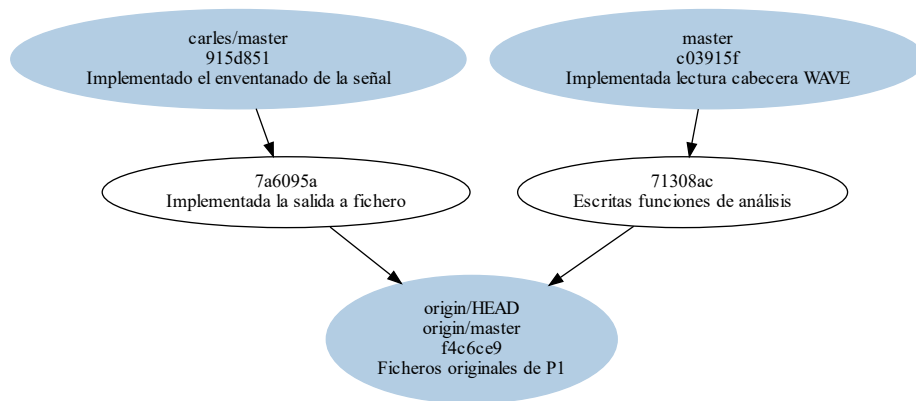 carles/master
915d851
Implementado el enventanado de la señal
master
c03915f
Implementada lectura cabecera WAVE
7a6095a
Implementada la salida a fichero
71308ac
Escritas funciones de análisis
origin/HEAD
origin/master
f4c6ce9
Ficheros originales de P1